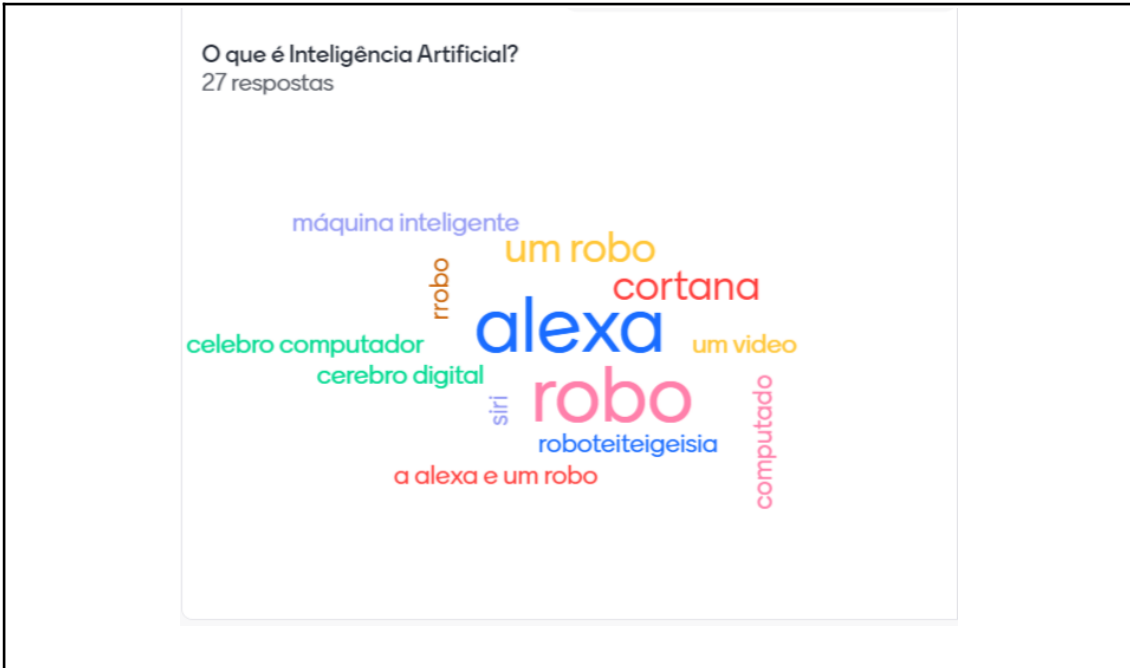 O que é Inteligência Artificial?
27 respostas
máquina inteligente
um robo
rrobo
cortana
alexa
celebro computador
um video
cerebro digital
siri
robo
computado
roboteiteigeisia
a alexa e um robo